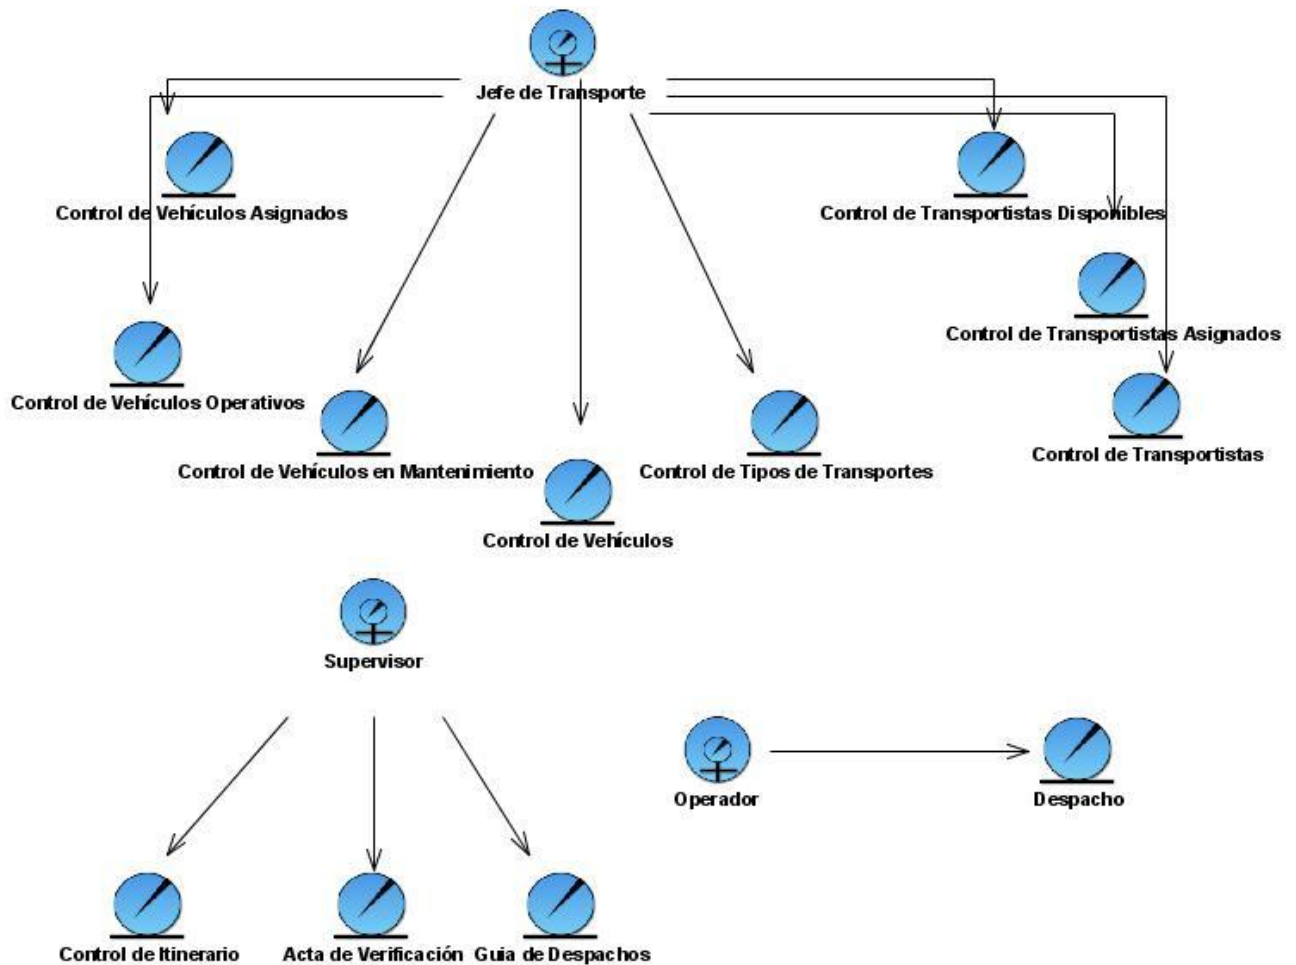 Jefe de Transporte
Control de Vehículos Asignados
Control de Transportistas Disponibles
Control de Transportistas Asignados
Control de Vehículos Operativos
Control de Transportistas
Control de Vehículos en Mantenimiento
Control de Tipos de Transportes
Control de Vehículos
Supervisor
Operador
Despacho
Control de Itinerario
Acta de Verificación
Guia de Despachos